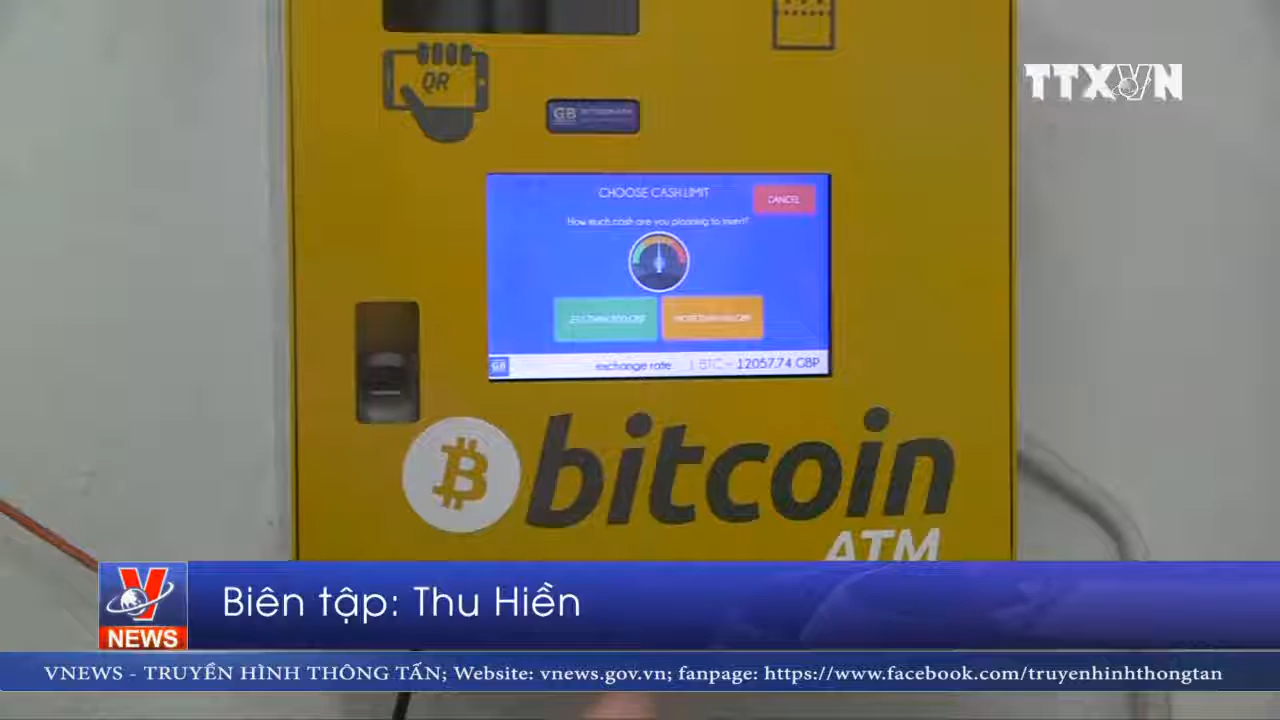 TTXVN
QR
GB
CHOOSE CASH LIMIT
CANCEL
How much cash are you planning to insert?
GB
exchange rate 1 BTC = 12057.74 GBP
bitcoin
ATM
V
NEWS
Biên tập: Thu Hiền
VNEWS - TRUYỀN HÌNH THÔNG TẤN; Website: vnews.gov.vn; fanpage: https://www.facebook.com/truyenhinhthongtan